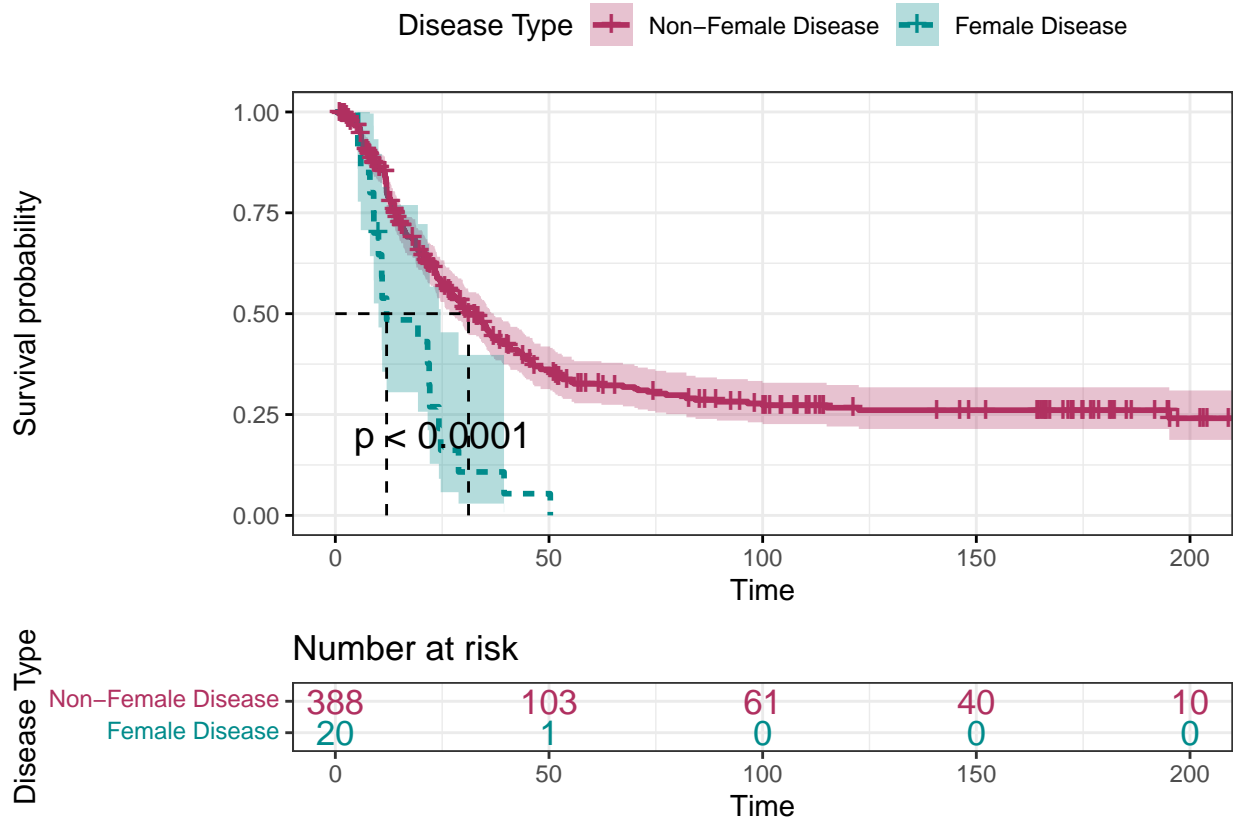 Disease Type Non−Female Disease Female Disease
Survival probability
1.00
0.75
0.50
0.25
0.00
p < 0.0001
0 50 100 150 200
Time
Number at risk
Disease Type
Non−Female Disease 388 103 61 40 10
Female Disease 20 1 0 0 0
0 50 100 150 200
Time